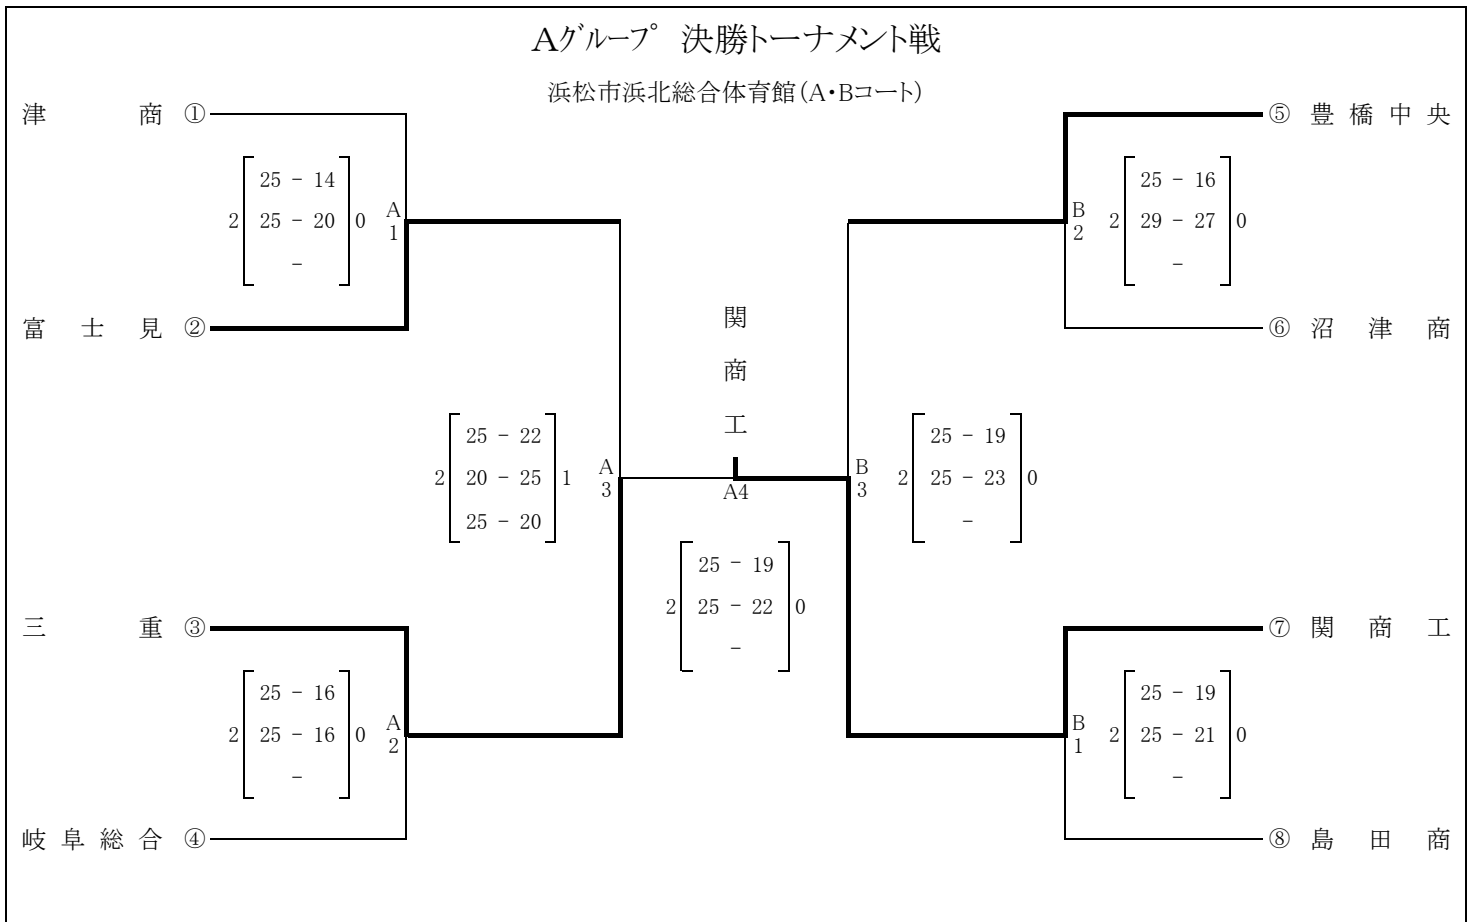 Aグループ 決勝トーナメント戦
浜松市浜北総合体育館(A・Bコート)
津商 ①
⑤ 豊橋中央
25 - 14
2 25 - 20 0
-
A
1
B
2
25 - 16
2 29 - 27 0
-
富士見 ②
⑥ 沼津商
関商工
25 - 22
2 20 - 25 1
25 - 20
A
3
A4
B
3
25 - 19
2 25 - 23 0
-
25 - 19
2 25 - 22 0
-
三重 ③
⑦ 関商工
25 - 16
2 25 - 16 0
-
A
2
B
1
25 - 19
2 25 - 21 0
-
岐阜総合 ④
⑧ 島田商